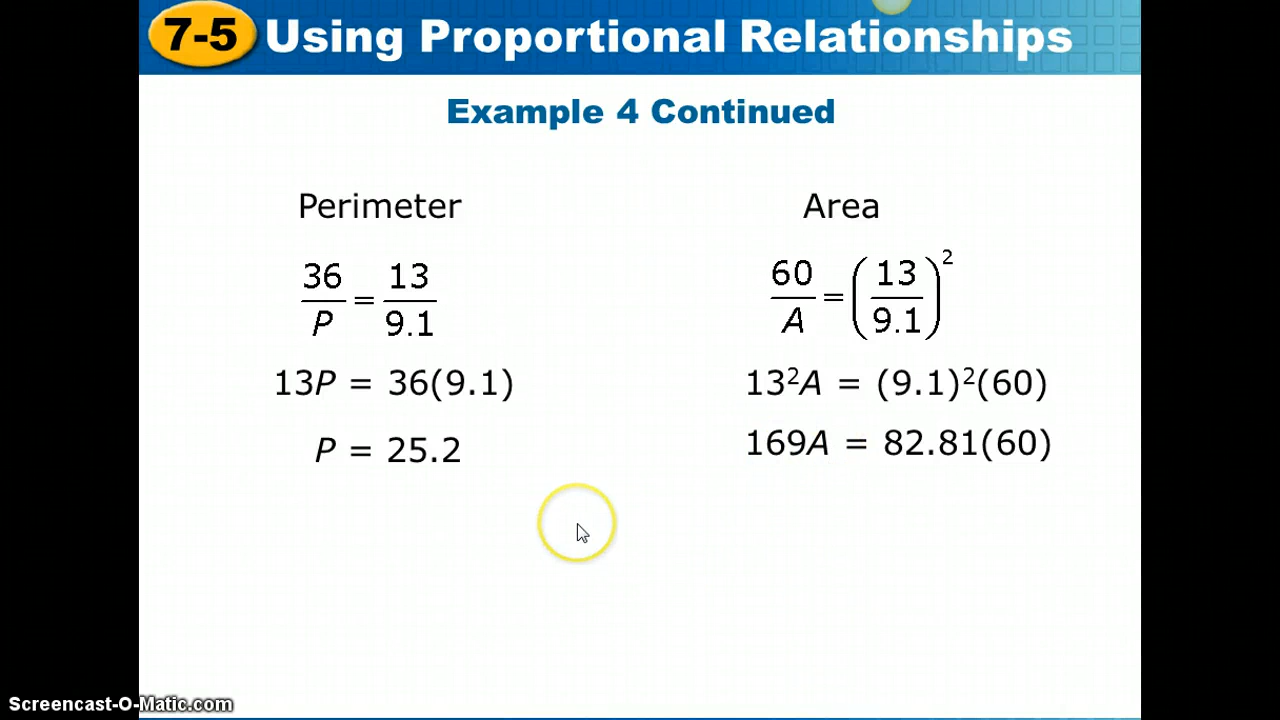 7-5 Using Proportional Relationships
Example 4 Continued
Perimeter
36/P = 13/9.1
13P = 36(9.1)
P = 25.2
Area
60/A = (13/9.1)²
13²A = (9.1)²(60)
169A = 82.81(60)
Screencast-O-Matic.com